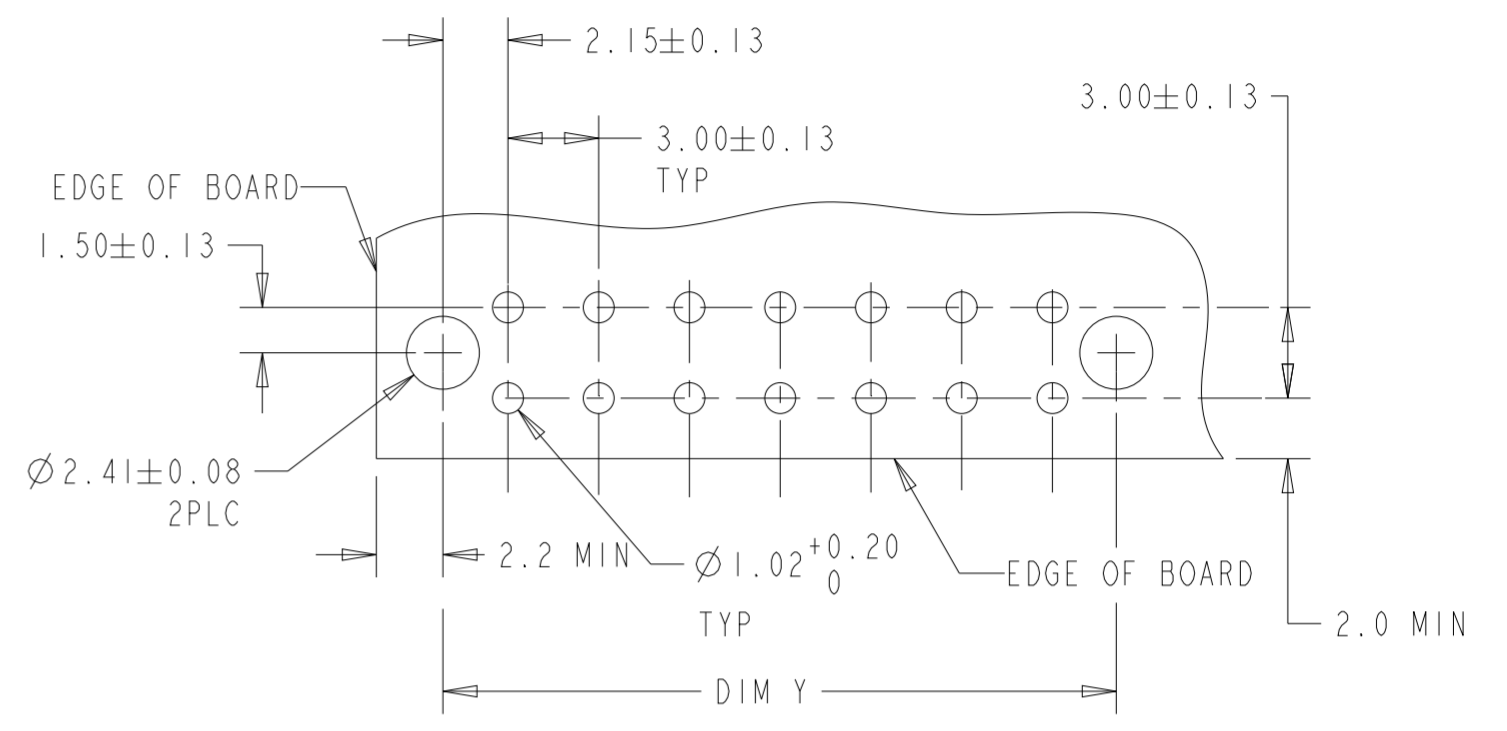 2.15±0.13
3.00±0.13
3.00±0.13
TYP
EDGE OF BOARD
1.50±0.13
Ø2.41±0.08
2PLC
2.2 MIN
Ø1.02+0.20
0
TYP
EDGE OF BOARD
2.0 MIN
DIM Y